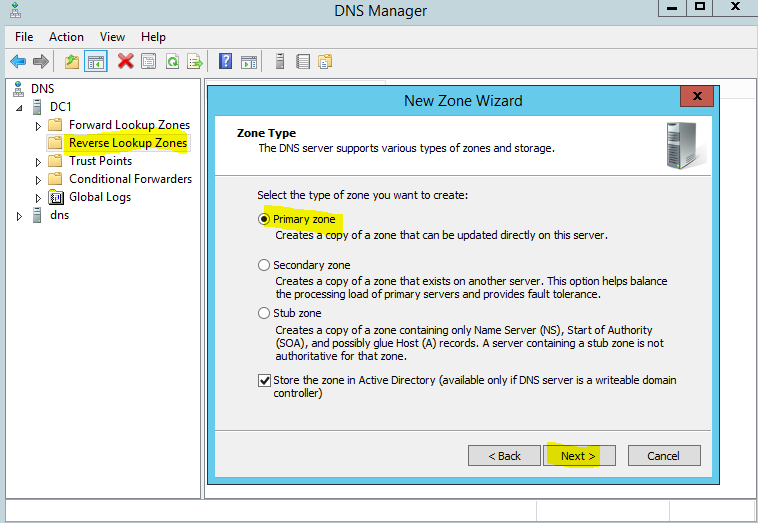 DNS Manager
File Action View Help
DNS
DC1
Forward Lookup Zones
Reverse Lookup Zones
Trust Points
Conditional Forwarders
Global Logs
dns
New Zone Wizard
Zone Type
The DNS server supports various types of zones and storage.
Select the type of zone you want to create:
Primary zone
Creates a copy of a zone that can be updated directly on this server.
Secondary zone
Creates a copy of a zone that exists on another server. This option helps balance
the processing load of primary servers and provides fault tolerance.
Stub zone
Creates a copy of a zone containing only Name Server (NS), Start of Authority
(SOA), and possibly glue Host (A) records. A server containing a stub zone is not
authoritative for that zone.
Store the zone in Active Directory (available only if DNS server is a writeable domain
controller)
< Back Next > Cancel